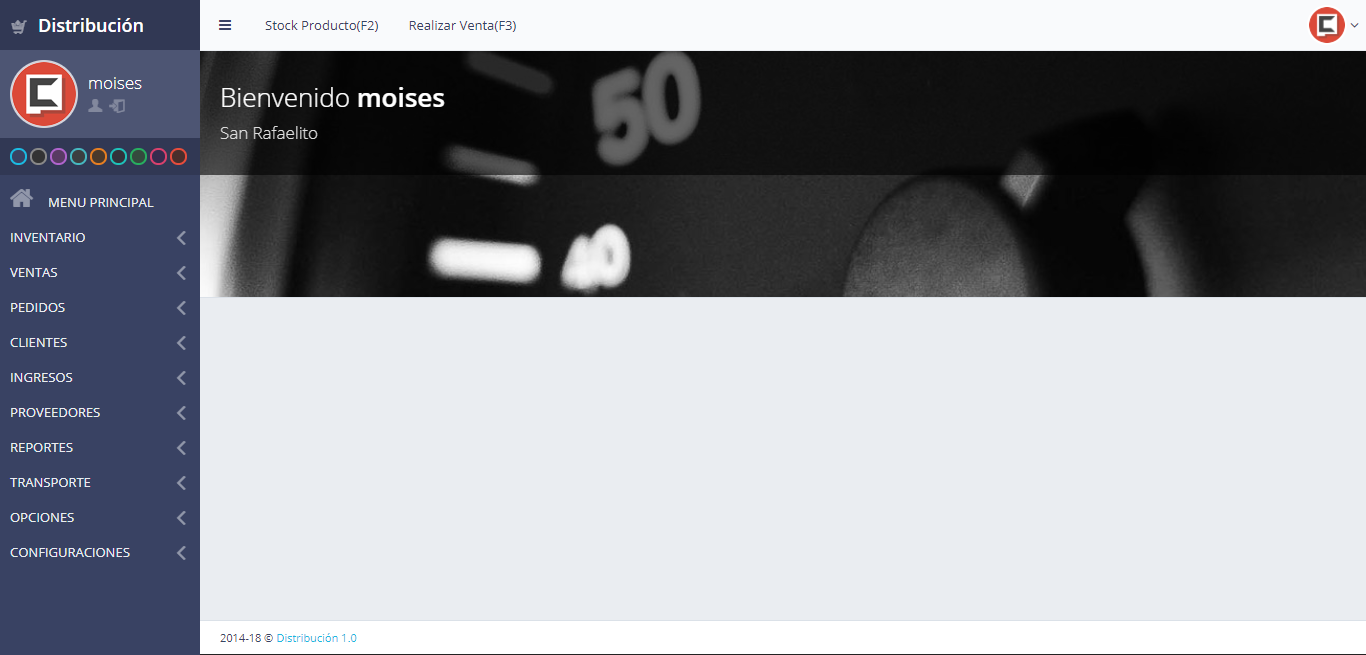 Distribución
Stock Producto(F2) Realizar Venta(F3)
moises
Bienvenido moises
San Rafaelito
50
40
MENU PRINCIPAL
INVENTARIO
VENTAS
PEDIDOS
CLIENTES
INGRESOS
PROVEEDORES
REPORTES
TRANSPORTE
OPCIONES
CONFIGURACIONES
2014-18 © Distribución 1.0